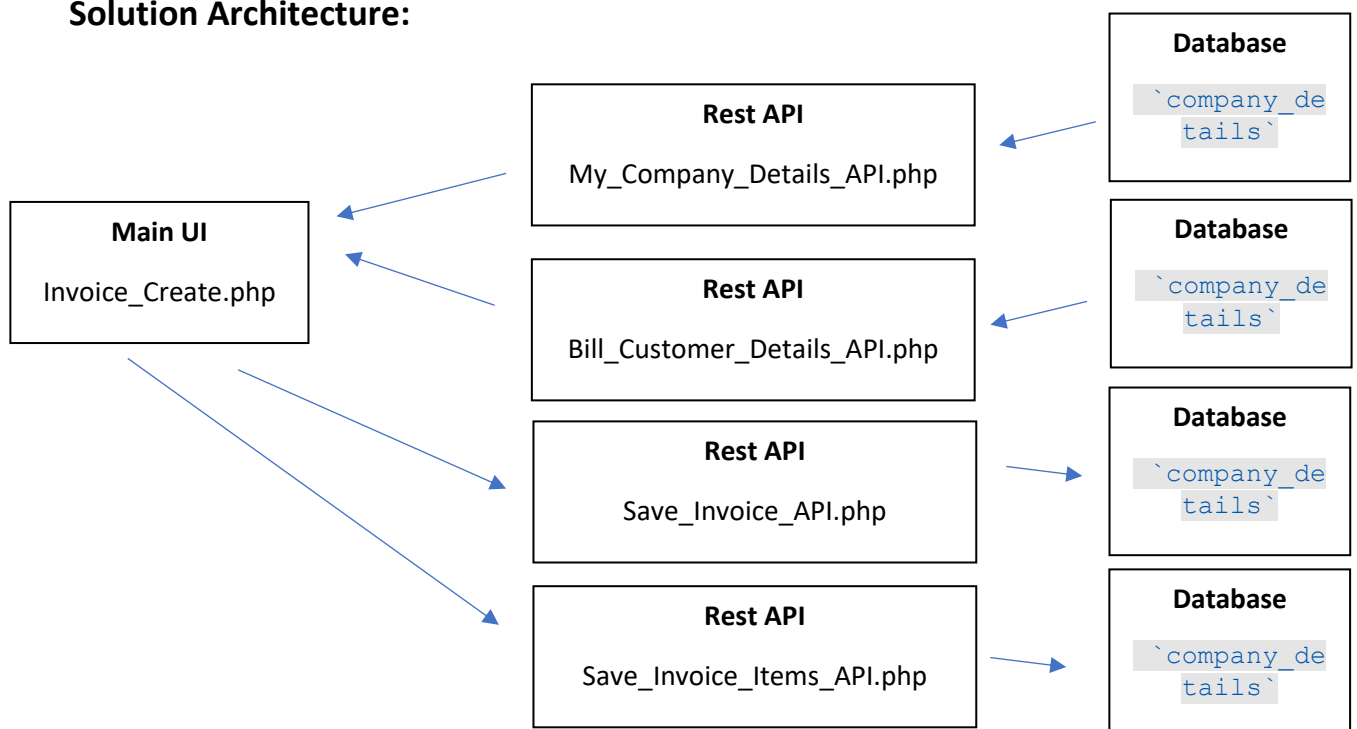 Solution Architecture:
Database
`company_de
tails`
Rest API
My_Company_Details_API.php
Main UI
Invoice_Create.php
Database
`company_de
tails`
Rest API
Bill_Customer_Details_API.php
Database
`company_de
tails`
Rest API
Save_Invoice_API.php
Database
`company_de
tails`
Rest API
Save_Invoice_Items_API.php